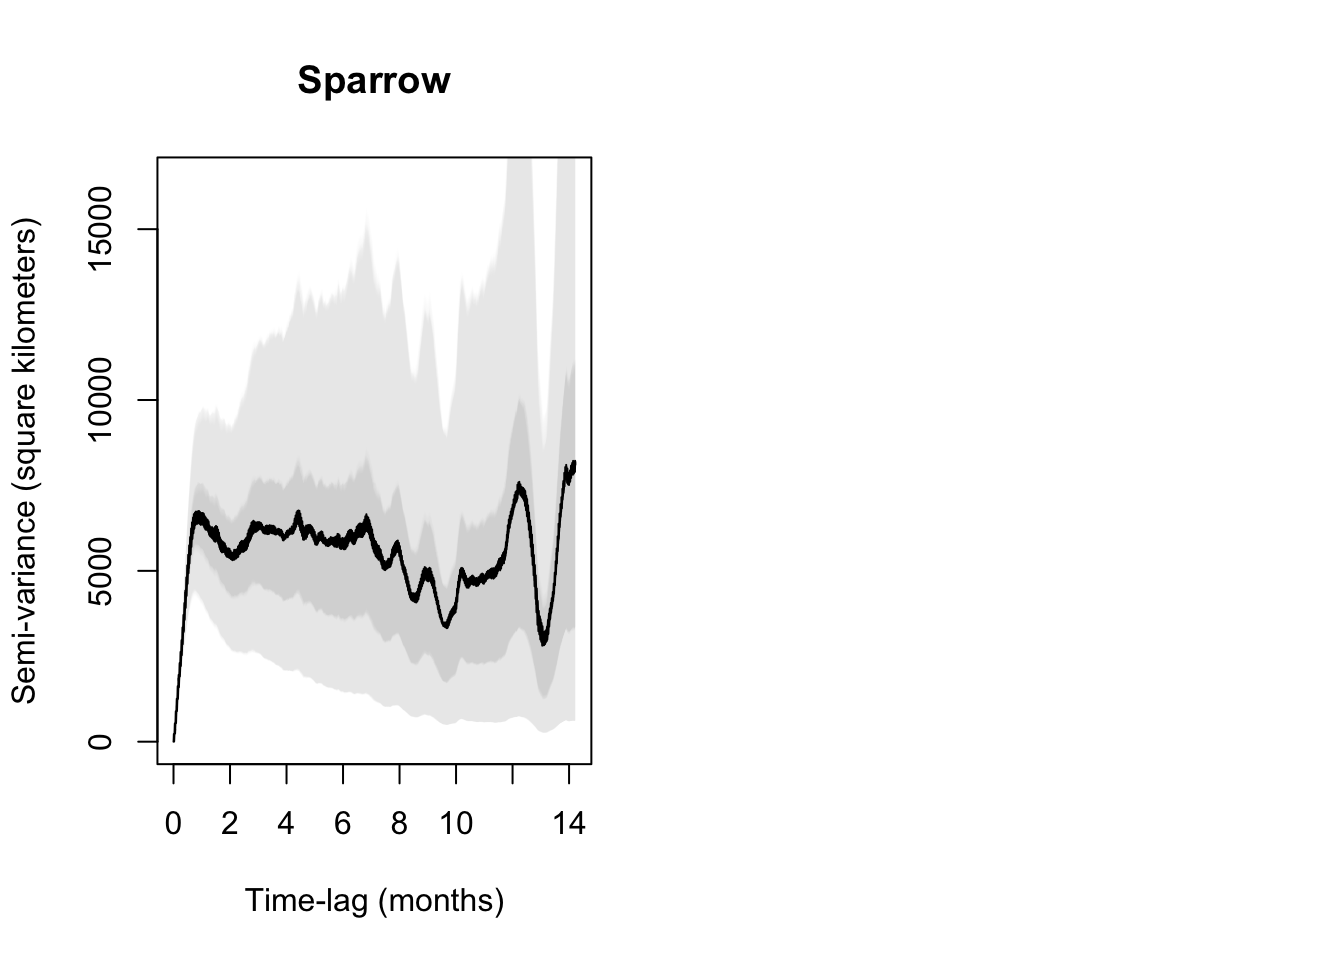 Sparrow
Semi-variance (square kilometers)
15000
10000
5000
0
0 2 4 6 8 10 14
Time-lag (months)